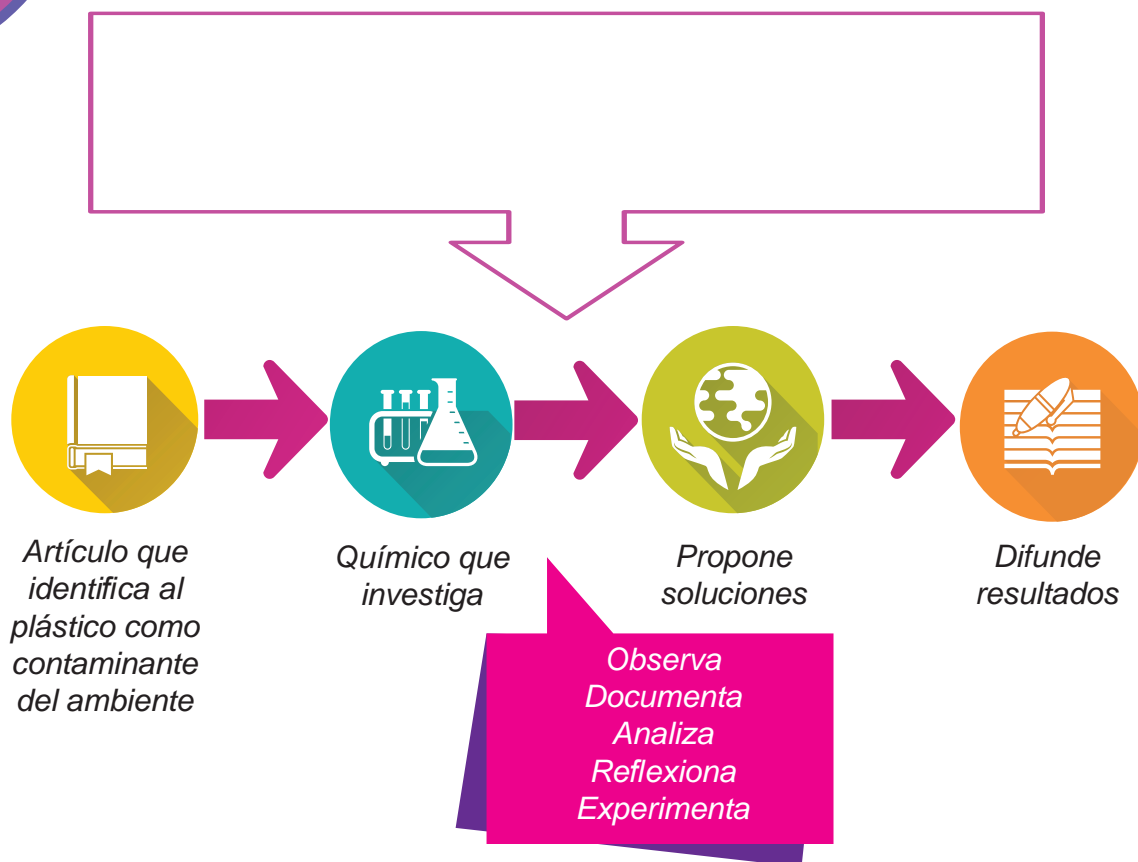 Artículo que
identifica al
plástico como
contaminante
del ambiente
Químico que
investiga
Propone
soluciones
Difunde
resultados
Observa
Documenta
Analiza
Reflexiona
Experimenta